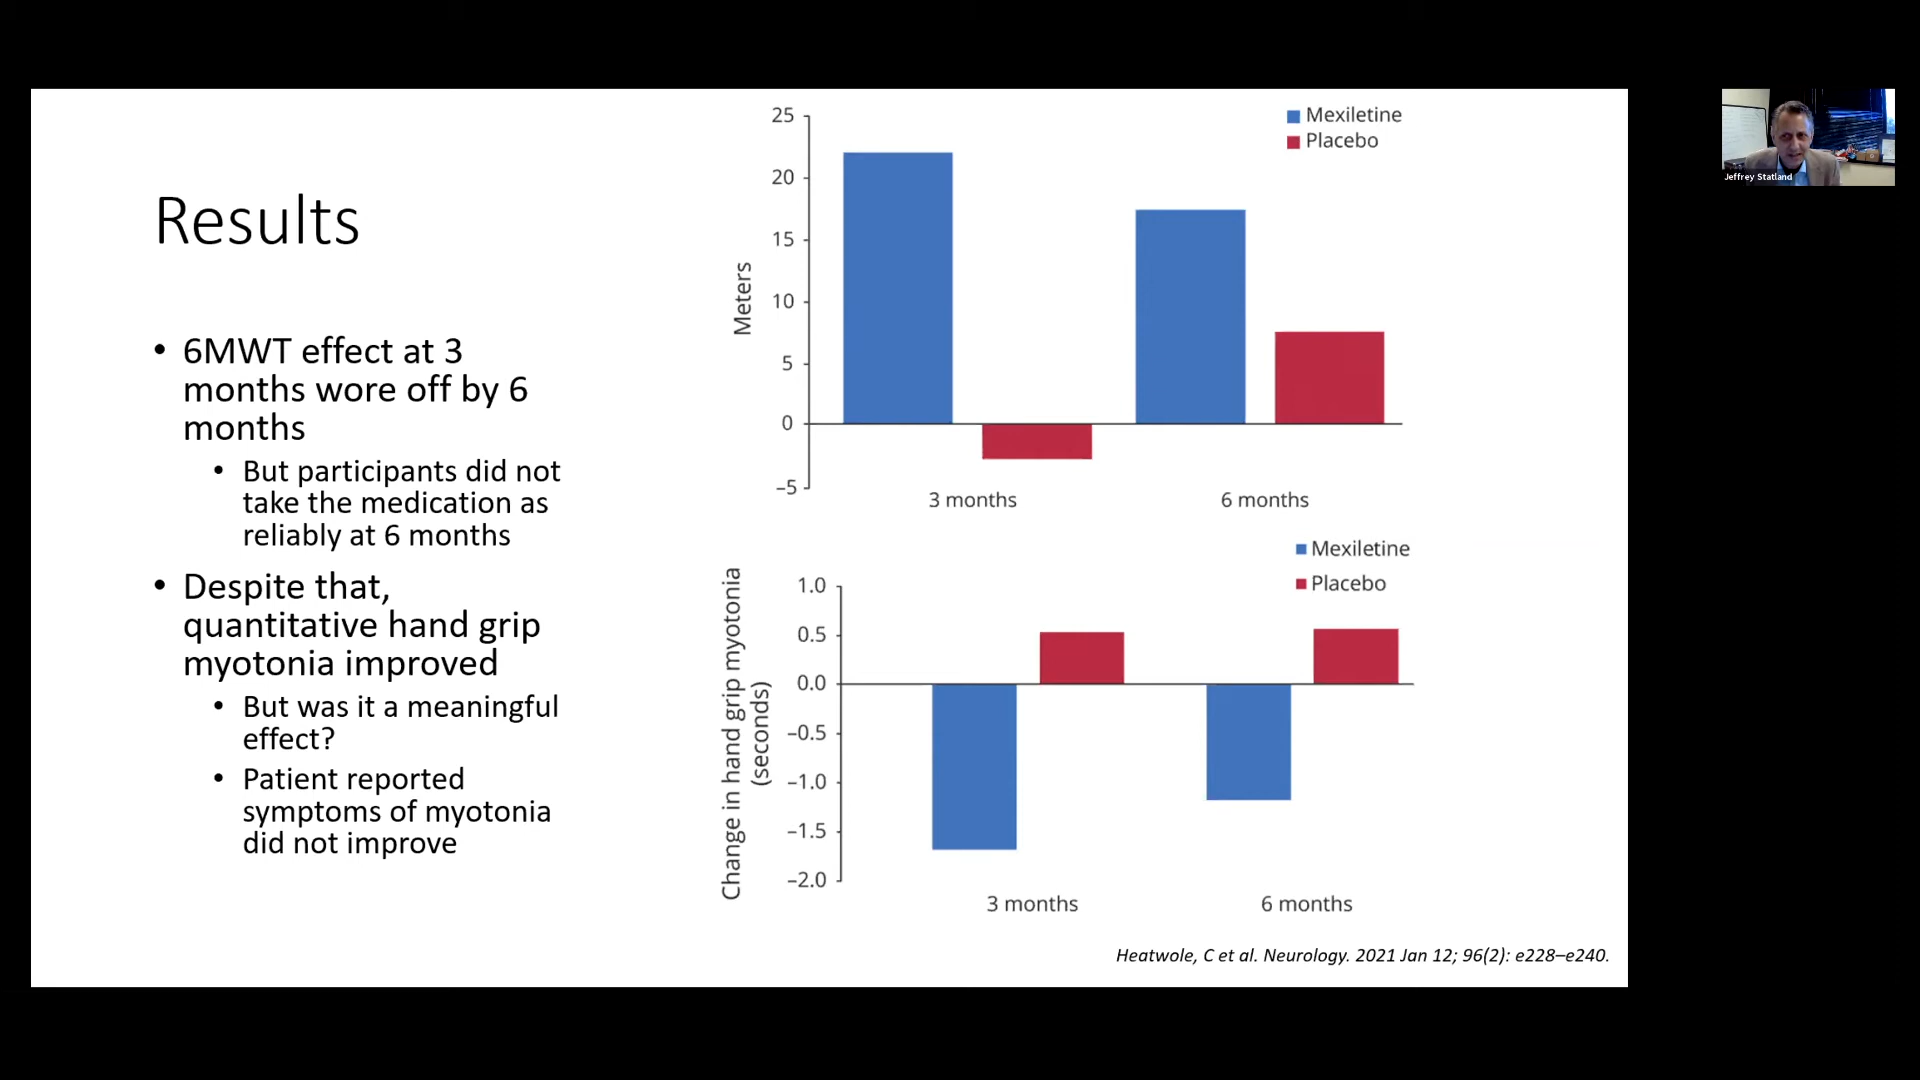 Results
• 6MWT effect at 3
months wore off by 6
months
• But participants did not
take the medication as
reliably at 6 months
• Despite that,
quantitative hand grip
myotonia improved
• But was it a meaningful
effect?
• Patient reported
symptoms of myotonia
did not improve
Mexiletine
Placebo
Meters
25
20
15
10
5
0
–5
3 months
6 months
Mexiletine
Placebo
Change in hand grip myotonia
(seconds)
1.0
0.5
0.0
–0.5
–1.0
–1.5
–2.0
3 months
6 months
Heatwole, C et al. Neurology. 2021 Jan 12; 96(2): e228–e240.
Jeffrey Statland